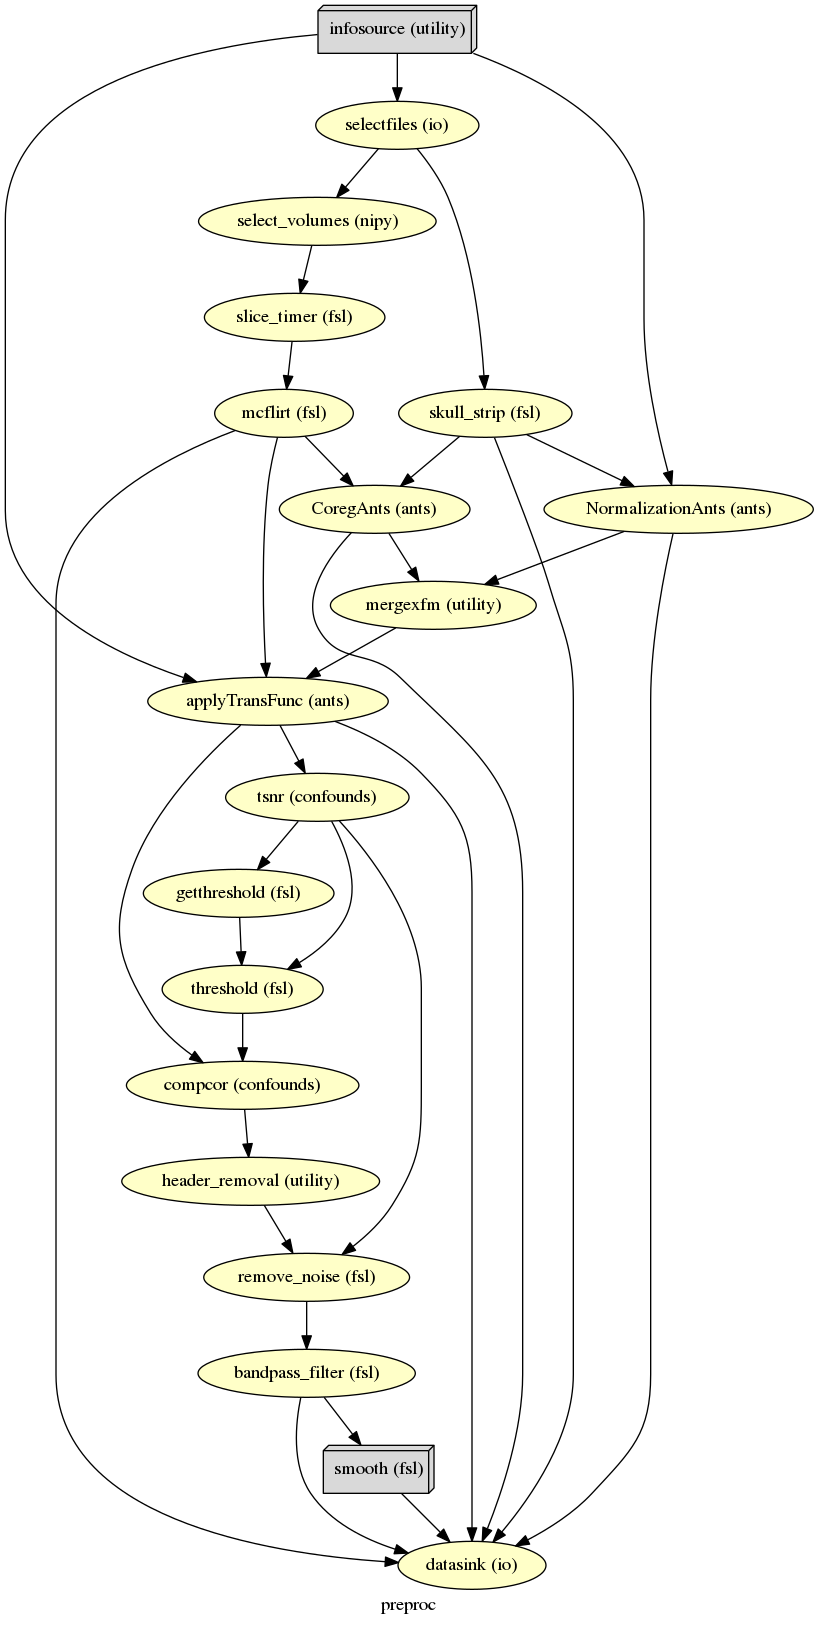 infosource (utility)
selectfiles (io)
select_volumes (nipy)
slice_timer (fsl)
mcflirt (fsl)
skull_strip (fsl)
CoregAnts (ants)
NormalizationAnts (ants)
mergexfm (utility)
applyTransFunc (ants)
tsnr (confounds)
getthreshold (fsl)
threshold (fsl)
compcor (confounds)
header_removal (utility)
remove_noise (fsl)
bandpass_filter (fsl)
smooth (fsl)
datasink (io)
preproc